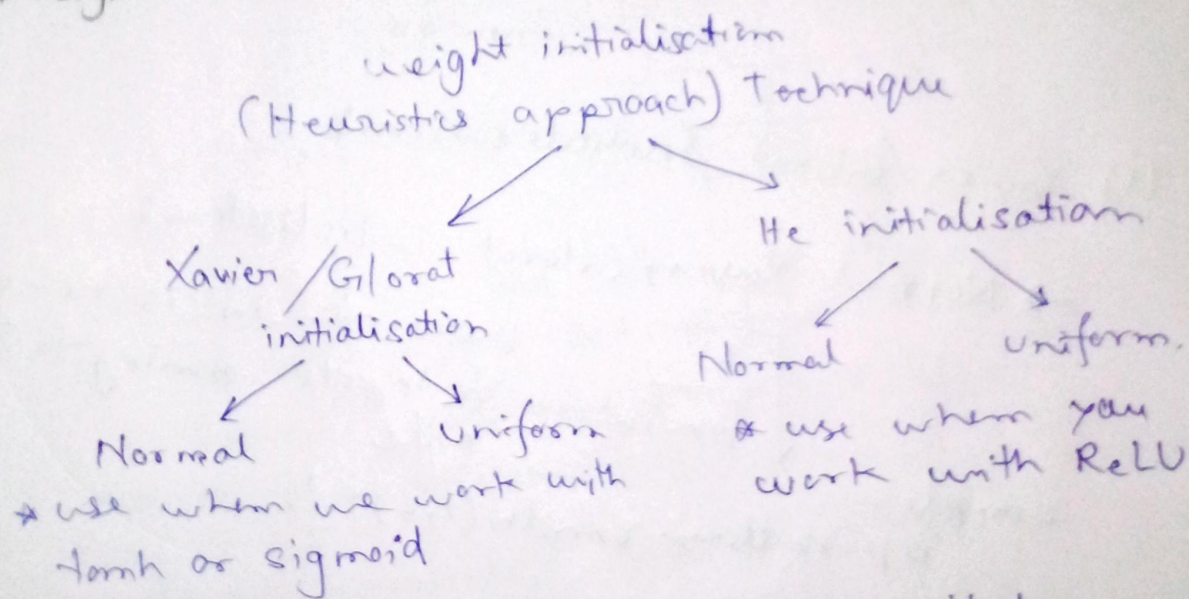 weight initialisation
(Heuristics approach) Technique
Xavier / Glorat
initialisation
He initialisation
Normal
uniform
* use when we work with
tanh or sigmoid
Normal
uniform.
* use when you
work with ReLU